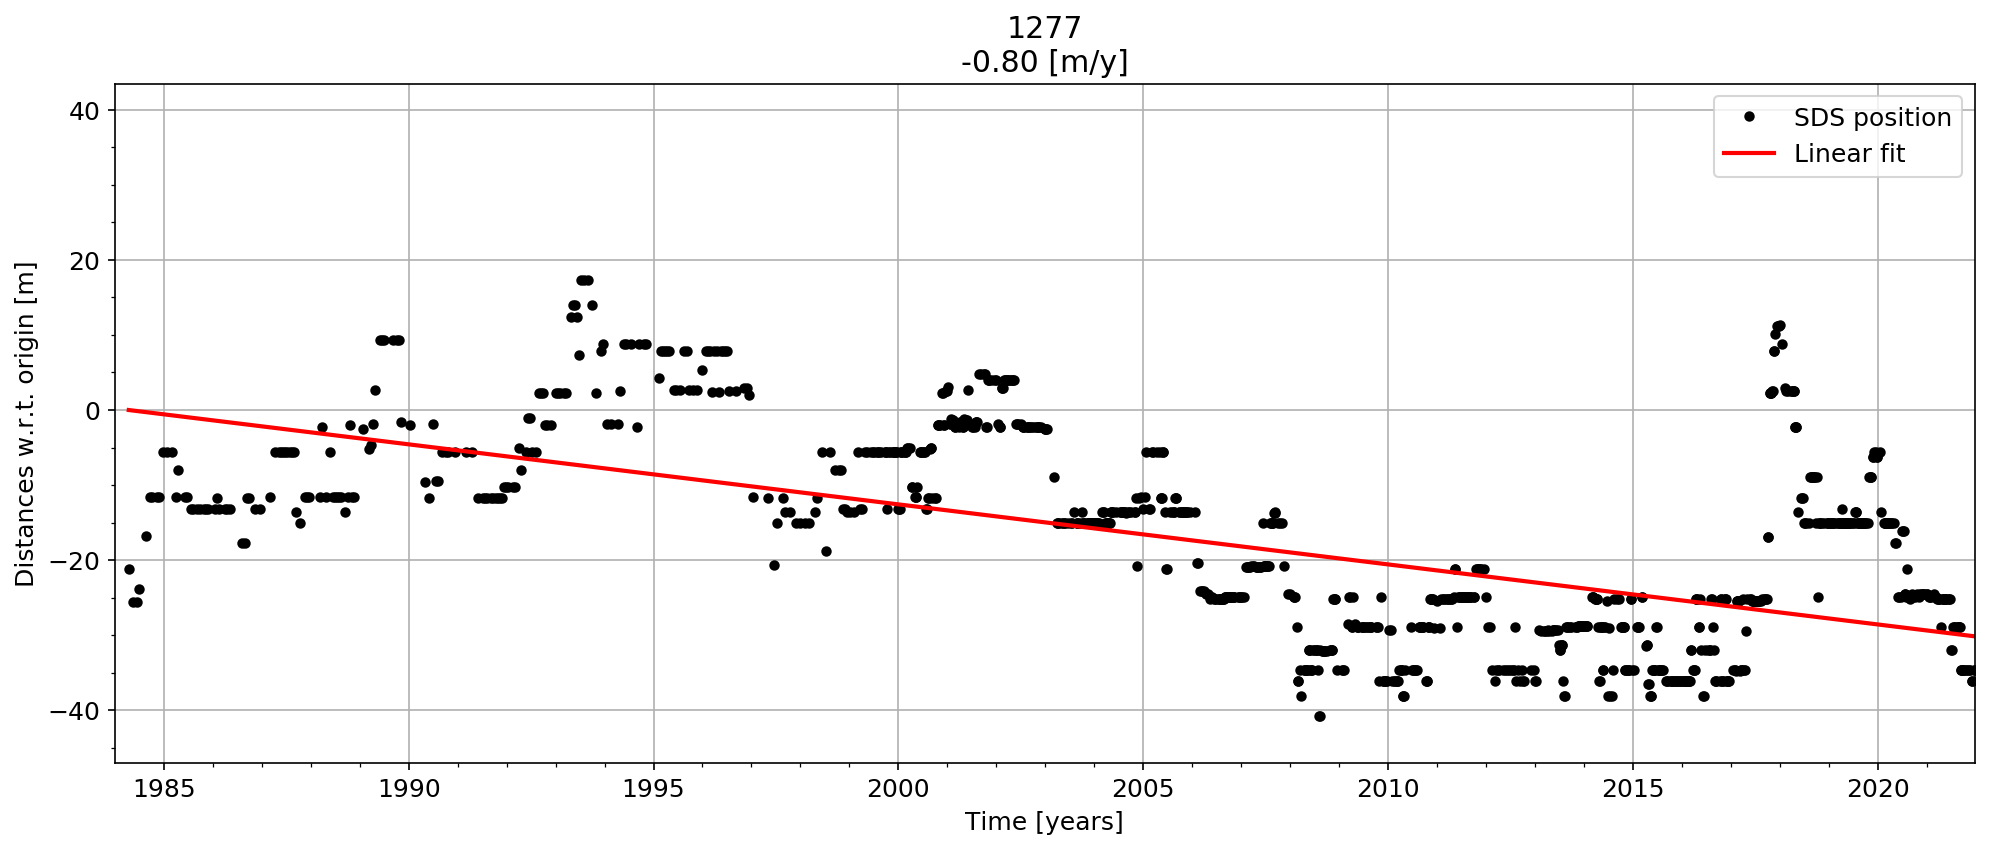 1277
-0.80 [m/y]
Distances w.r.t. origin [m]
40
20
0
−20
−40
SDS position
Linear fit
1985 1990 1995 2000 2005 2010 2015 2020
Time [years]